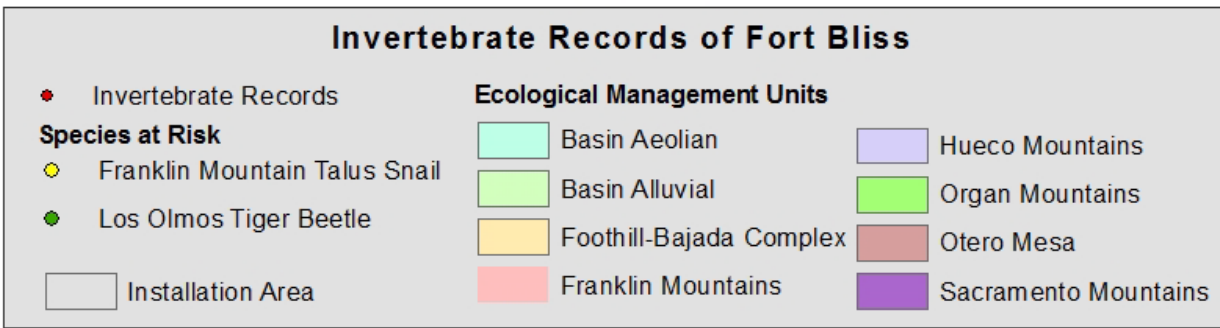 Invertebrate Records of Fort Bliss
Invertebrate Records
Species at Risk
Franklin Mountain Talus Snail
Los Olmos Tiger Beetle
Installation Area
Ecological Management Units
Basin Aeolian
Basin Alluvial
Foothill-Bajada Complex
Franklin Mountains
Hueco Mountains
Organ Mountains
Otero Mesa
Sacramento Mountains